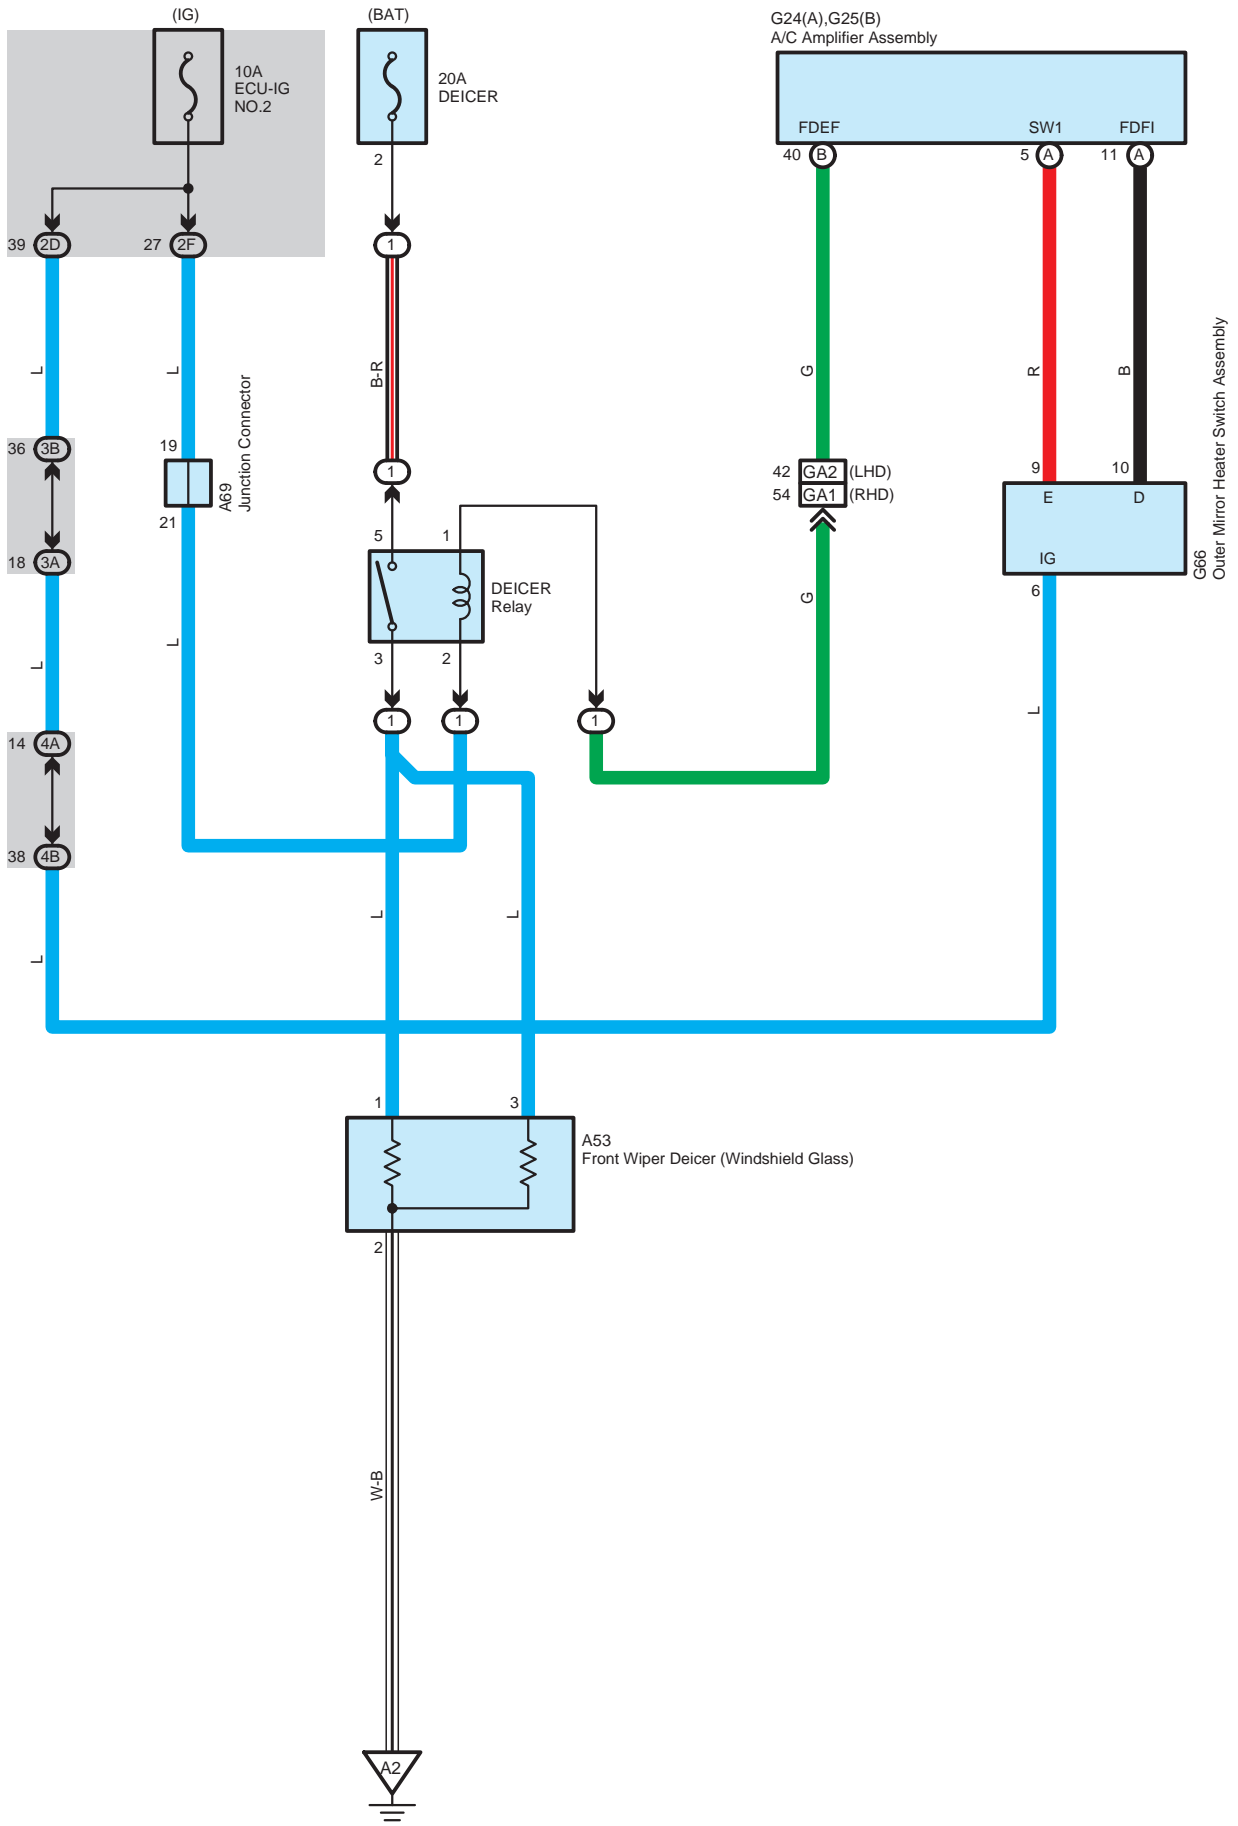 (IG)
(BAT)
G24(A),G25(B)
A/C Amplifier Assembly
10A
ECU-IG
NO.2
20A
DEICER
FDEF
SW1
FDFI
2
40
B
5
A
11
A
39
2D
27
2F
1
L
L
B-R
G
R
B
Outer Mirror Heater Switch Assembly
G66
36
3B
19
A69
Junction Connector
21
1
42
GA2
(LHD)
54
GA1
(RHD)
9
10
E
D
IG
6
18
3A
5
1
DEICER
Relay
3
2
G
L
L
L
1
1
1
14
4A
38
4B
L
L
L
1
3
A53
Front Wiper Deicer (Windshield Glass)
2
W-B
A2